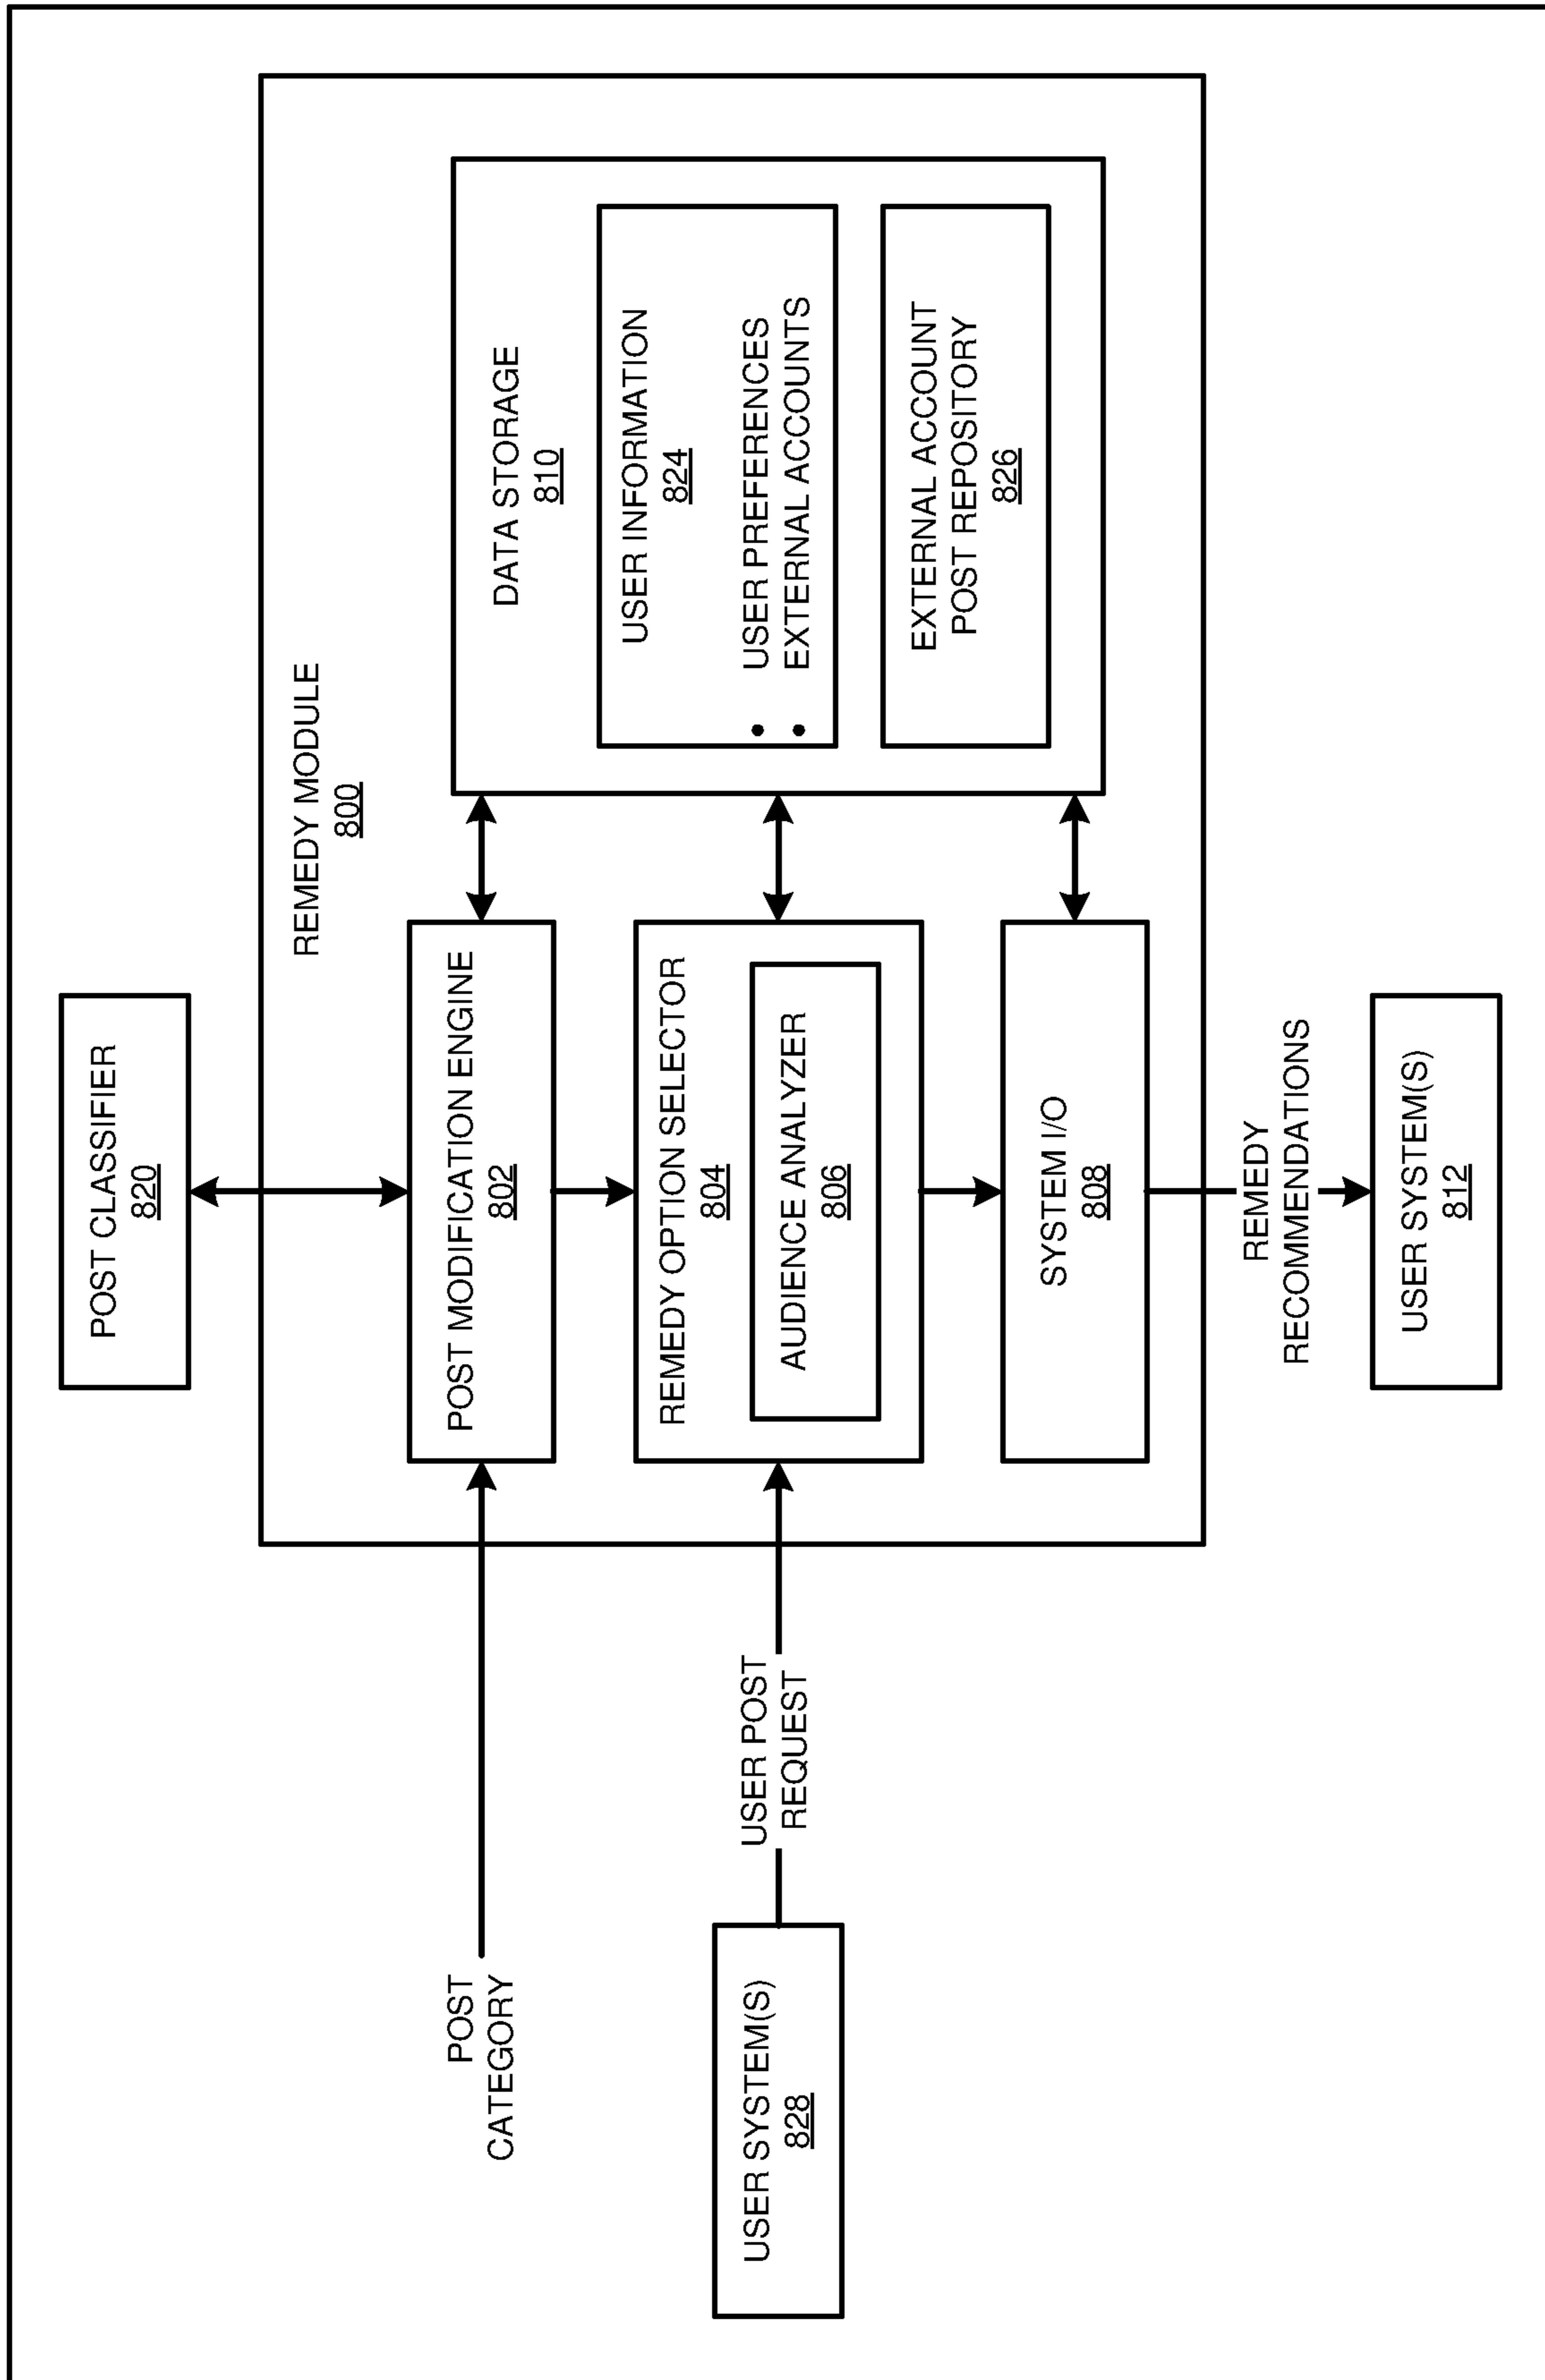 POST CLASSIFIER
820
REMEDY MODULE
800
POST
CATEGORY
POST MODIFICATION ENGINE
802
DATA STORAGE
810
USER INFORMATION
824
• USER PREFERENCES
• EXTERNAL ACCOUNTS
EXTERNAL ACCOUNT
POST REPOSITORY
826
USER SYSTEM(S)
828
USER POST
REQUEST
REMEDY OPTION SELECTOR
804
AUDIENCE ANALYZER
806
SYSTEM I/O
808
REMEDY
RECOMMENDATIONS
USER SYSTEM(S)
812